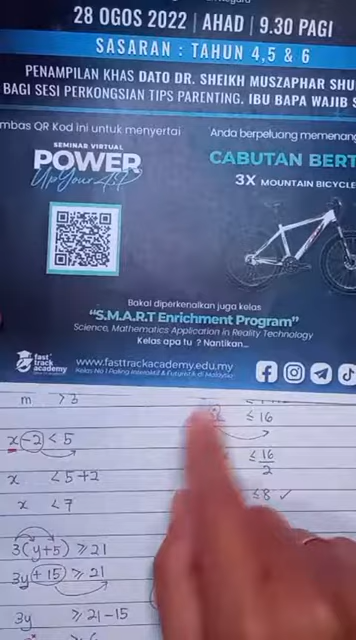 28 OGOS 2022 | AHAD | 9.30 PAGI
SASARAN : TAHUN 4,5 & 6
PENAMPILAN KHAS DATO DR. SHEIKH MUSZAPHAR SHU
BAGI SESI PERKONGSIAN TIPS PARENTING. IBU BAPA WAJIB
mbas QR Kod ini untuk menyertai
SEMINAR VIRTUAL
POWER
Up Your 4SP
Anda berpeluang memenang
CABUTAN BERT
3X MOUNTAIN BICYCLE
Bakal diperkenalkan juga kelas
"S.M.A.R.T Enrichment Program"
Science, Mathematics Application in Reality Technology
Kelas apa tu ? Nantikan...
fast track academy
www.fasttrackacademy.edu.my
m > 3
x - 2 < 5
x < 5 + 2
x < 7
3(y+5) ≥ 21
3y + 15 ≥ 21
3y ≥ 21 - 15
≤ 16
≤ 16/2
≤ 8 ✓